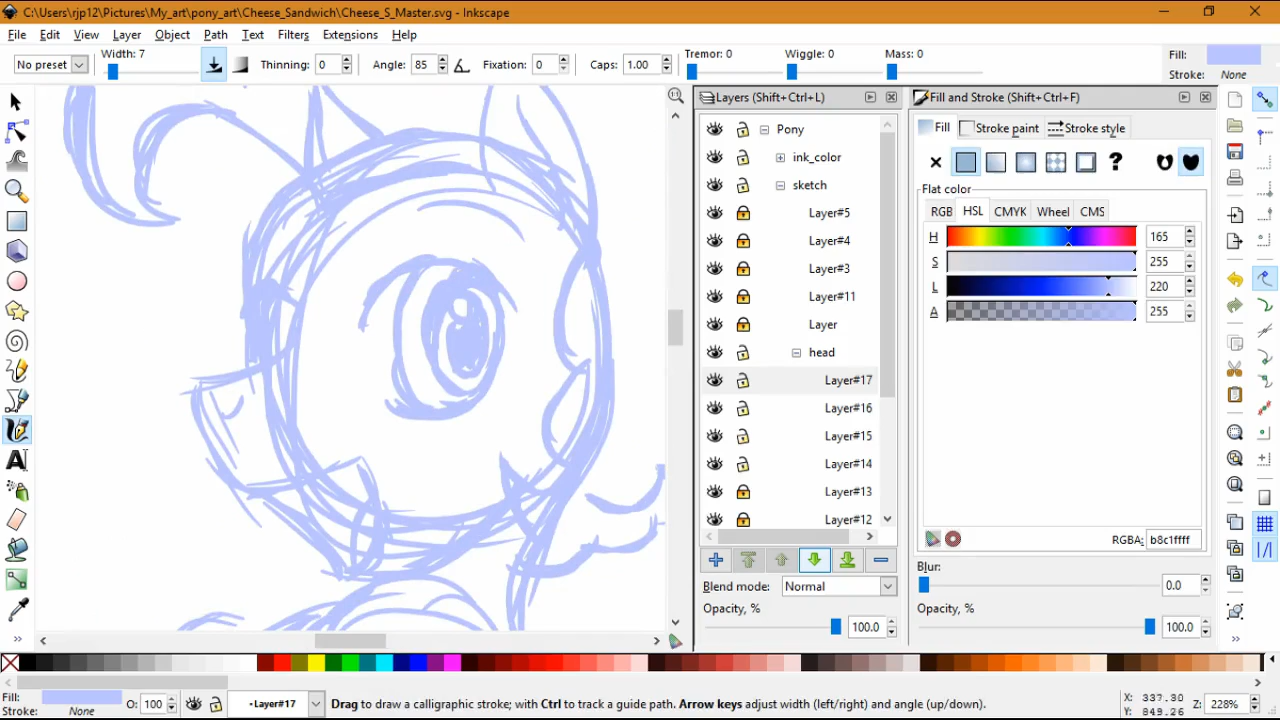 C:\Users\rjp12\Pictures\My_art\pony_art\Cheese_Sandwich\Cheese_S_Master.svg - Inkscape
File Edit View Layer Object Path Text Filters Extensions Help
No preset Width: 7 Thinning: 0 Angle: 85 Fixation: 0 Caps: 1.00 Tremor: 0 Wiggle: 0 Mass: 0 Fill: Stroke: None
Layers (Shift+Ctrl+L)
Pony
ink_color
sketch
Layer#5
Layer#4
Layer#3
Layer#11
Layer
head
Layer#17
Layer#16
Layer#15
Layer#14
Layer#13
Layer#12
Blend mode: Normal
Opacity, % 100.0
Fill and Stroke (Shift+Ctrl+F)
Fill Stroke paint Stroke style
?
Flat color
RGB HSL CMYK Wheel CMS
H 165
S 255
L 220
A 255
RGBA: b8c1ffff
Blur:
0.0
Opacity, %
100.0
Fill:
Stroke: None
O: 100
•Layer#17
Drag to draw a calligraphic stroke; with Ctrl to track a guide path. Arrow keys adjust width (left/right) and angle (up/down).
X: 337.30
Y: 849.26
Z: 228%